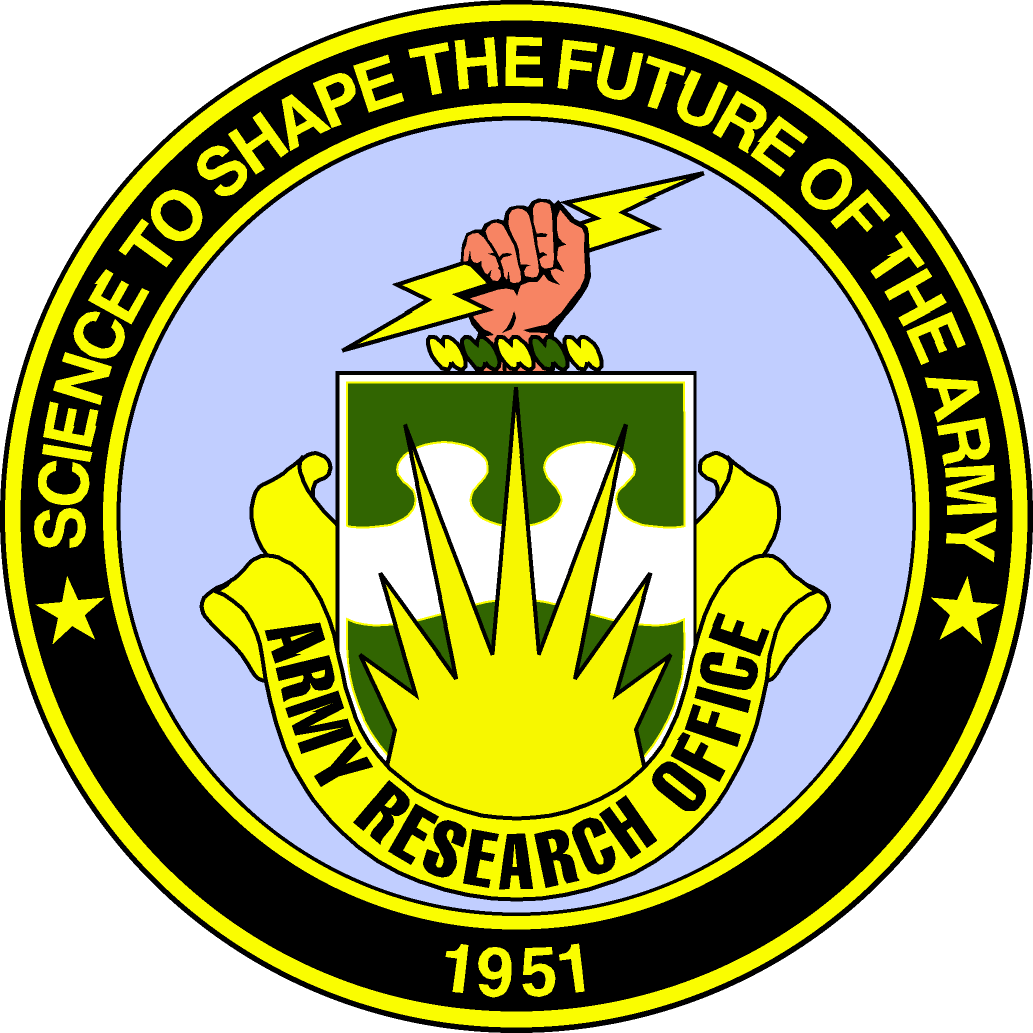 SCIENCE TO SHAPE THE FUTURE OF THE ARMY
ARMY RESEARCH OFFICE
1951